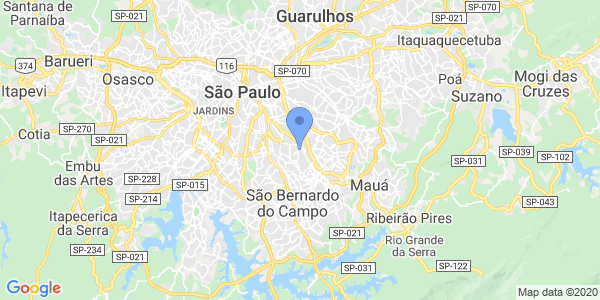 Santana de
Parnaíba
SP-021
Guarulhos
SP-021
Itaquaquecetuba
374
Barueri
116
SP-070
Osasco
Poá
Mogi das
Cruzes
Itapevi
São Paulo
SP-066
Suzano
JARDINS
Cotia
SP-270
SP-021
SP-021
Embu
das Artes
SP-228
SP-031
SP-039
SP-102
SP-015
Mauá
SP-214
São Bernardo
do Campo
SP-043
Itapecerica
da Serra
Ribeirão Pires
SP-021
Rio Grande
da Serra
SP-234
SP-021
SP-031
SP-122
Google
Map data ©2020